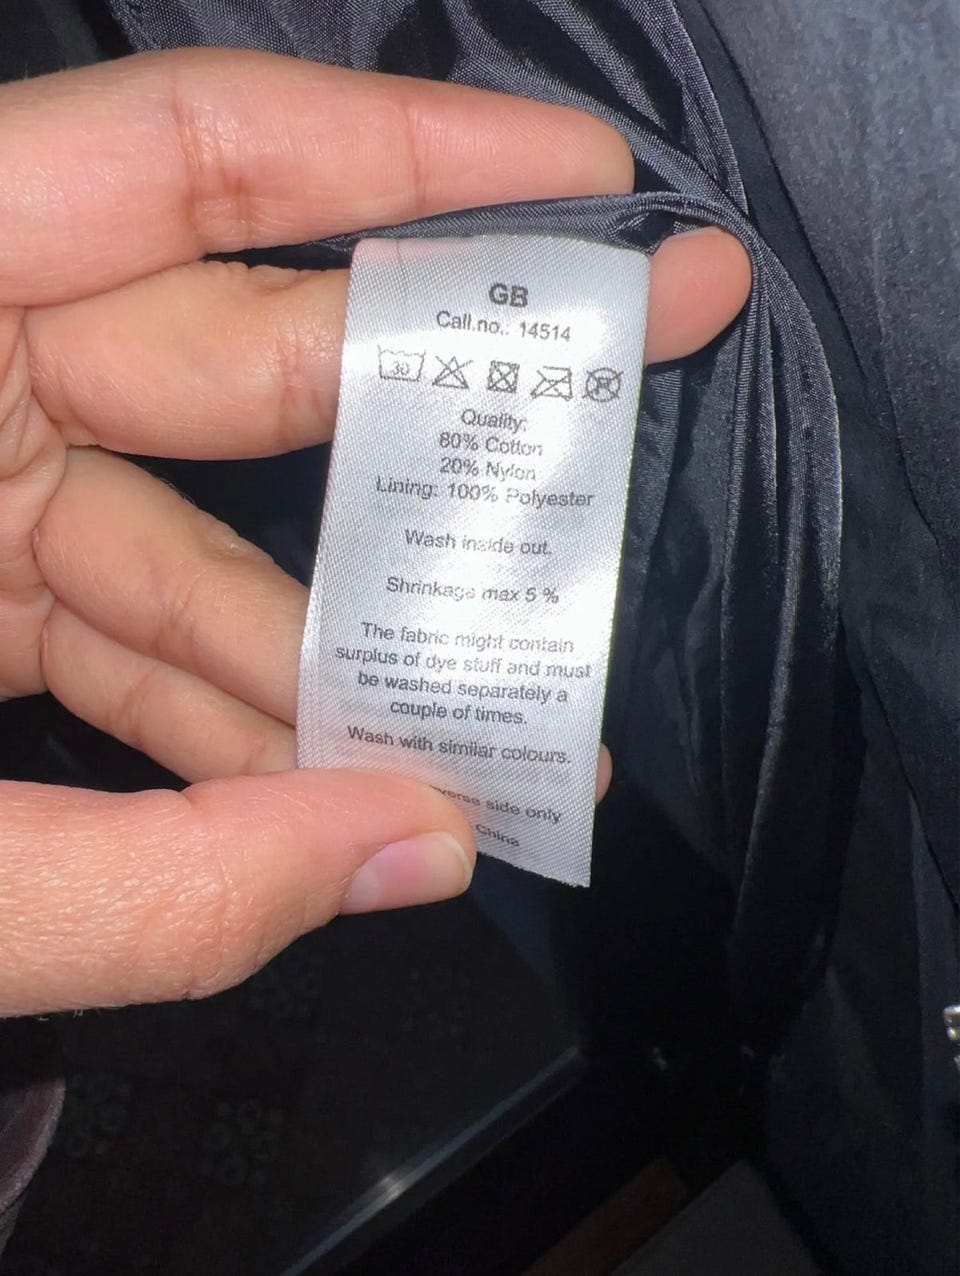 GB
Call.no.: 14514
30
Quality:
80% Cotton
20% Nylon
Lining: 100% Polyester
Wash inside out.
Shrinkage max 5 %
The fabric might contain
surplus of dye stuff and must
be washed separately a
couple of times.
Wash with similar colours.
side only
China